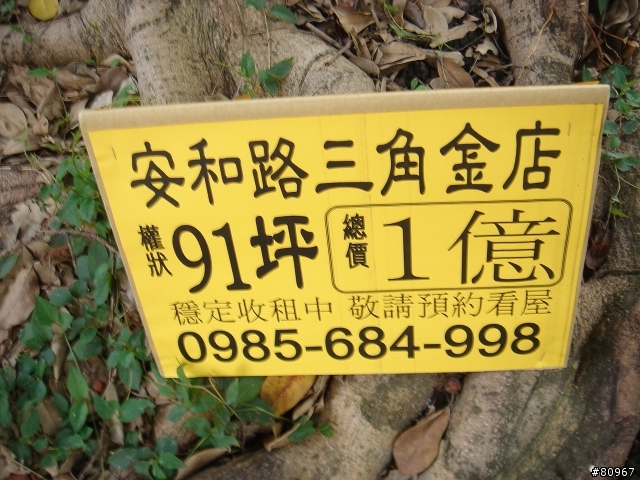 安和路三角金店
權狀 91坪 總價 1億
穩定收租中 敬請預約看屋
0985-684-998
#80967